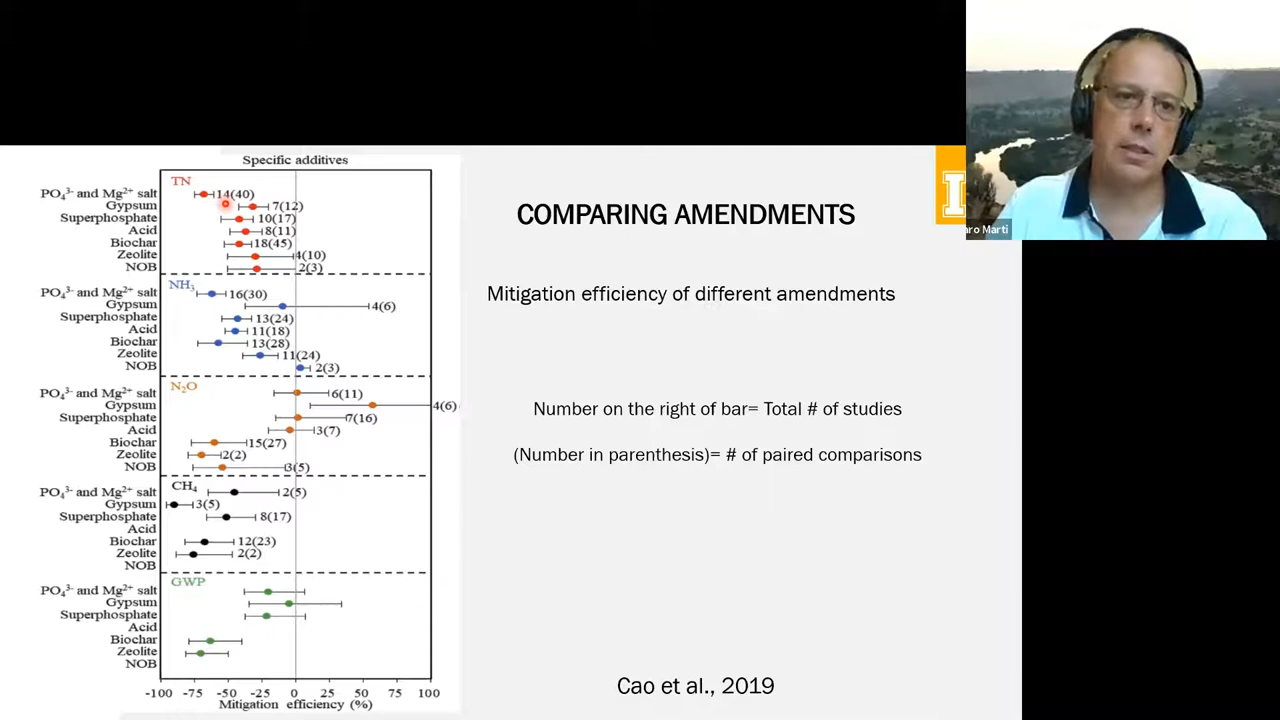 Specific additives
TN
PO₄³⁻ and Mg²⁺ salt 14(40)
Gypsum 7(12)
Superphosphate 10(17)
Acid 8(11)
Biochar 18(45)
Zeolite 4(10)
NOB 2(3)
NH₃
PO₄³⁻ and Mg²⁺ salt 16(30)
Gypsum 4(6)
Superphosphate 13(24)
Acid 11(18)
Biochar 13(28)
Zeolite 11(24)
NOB 2(3)
N₂O
PO₄³⁻ and Mg²⁺ salt 6(11)
Gypsum 4(6)
Superphosphate 7(16)
Acid 3(7)
Biochar 15(27)
Zeolite 2(2)
NOB 3(5)
CH₄
PO₄³⁻ and Mg²⁺ salt 2(5)
Gypsum 3(5)
Superphosphate 8(17)
Acid
Biochar 12(23)
Zeolite 2(2)
NOB
GWP
PO₄³⁻ and Mg²⁺ salt
Gypsum
Superphosphate
Acid
Biochar
Zeolite
NOB
-100 -75 -50 -25 0 25 50 75 100
Mitigation efficiency (%)
COMPARING AMENDMENTS
Mitigation efficiency of different amendments
Number on the right of bar= Total # of studies
(Number in parenthesis)= # of paired comparisons
Cao et al., 2019
I
aro Marti